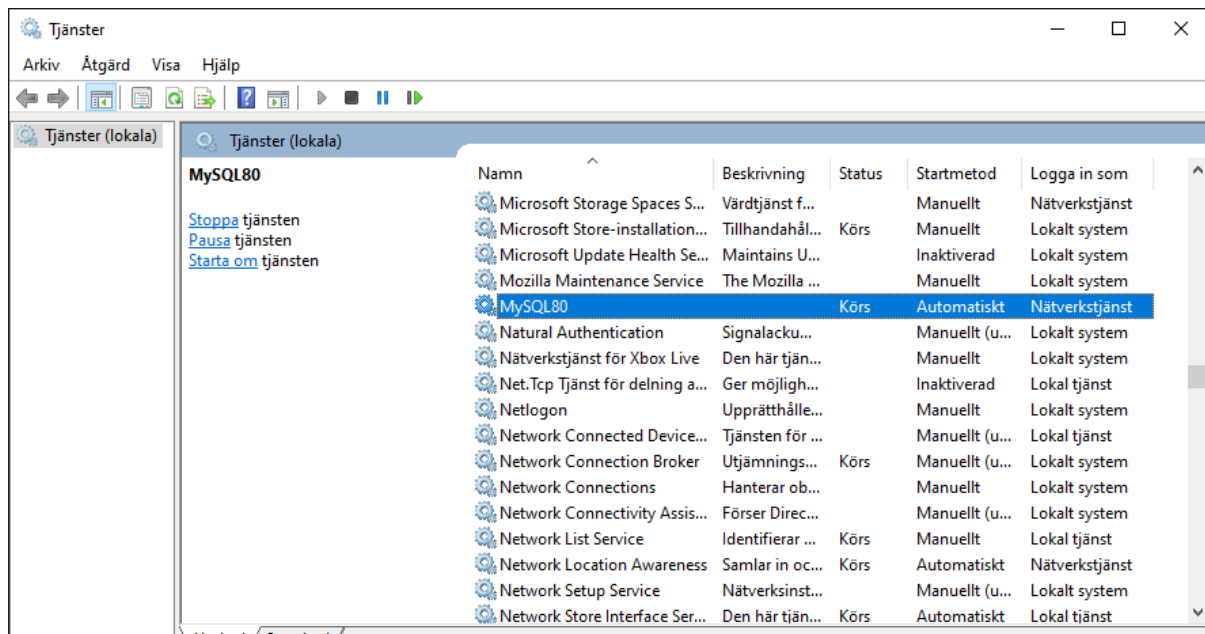 Tjänster
Arkiv Åtgärd Visa Hjälp
Tjänster (lokala)
Tjänster (lokala)
MySQL80
Stoppa tjänsten
Pausa tjänsten
Starta om tjänsten
Namn Beskrivning Status Startmetod Logga in som
Microsoft Storage Spaces S... Värdtjänst f... Manuellt Nätverkstjänst
Microsoft Store-installation... Tillhandahål... Körs Manuellt Lokalt system
Microsoft Update Health Se... Maintains U... Inaktiverad Lokalt system
Mozilla Maintenance Service The Mozilla ... Manuellt Lokalt system
MySQL80 Körs Automatiskt Nätverkstjänst
Natural Authentication Signalacku... Manuellt (u... Lokalt system
Nätverkstjänst för Xbox Live Den här tjän... Manuellt Lokalt system
Net.Tcp Tjänst för delning a... Ger möjligh... Inaktiverad Lokal tjänst
Netlogon Upprätthålle... Manuellt Lokalt system
Network Connected Device... Tjänsten för ... Manuellt (u... Lokal tjänst
Network Connection Broker Utjämnings... Körs Manuellt (u... Lokalt system
Network Connections Hanterar ob... Manuellt Lokalt system
Network Connectivity Assis... Förser Direc... Manuellt (u... Lokalt system
Network List Service Identifierar ... Körs Manuellt Lokal tjänst
Network Location Awareness Samlar in oc... Körs Automatiskt Nätverkstjänst
Network Setup Service Nätverksinst... Manuellt (u... Lokalt system
Network Store Interface Ser... Den här tjän... Körs Automatiskt Lokal tjänst